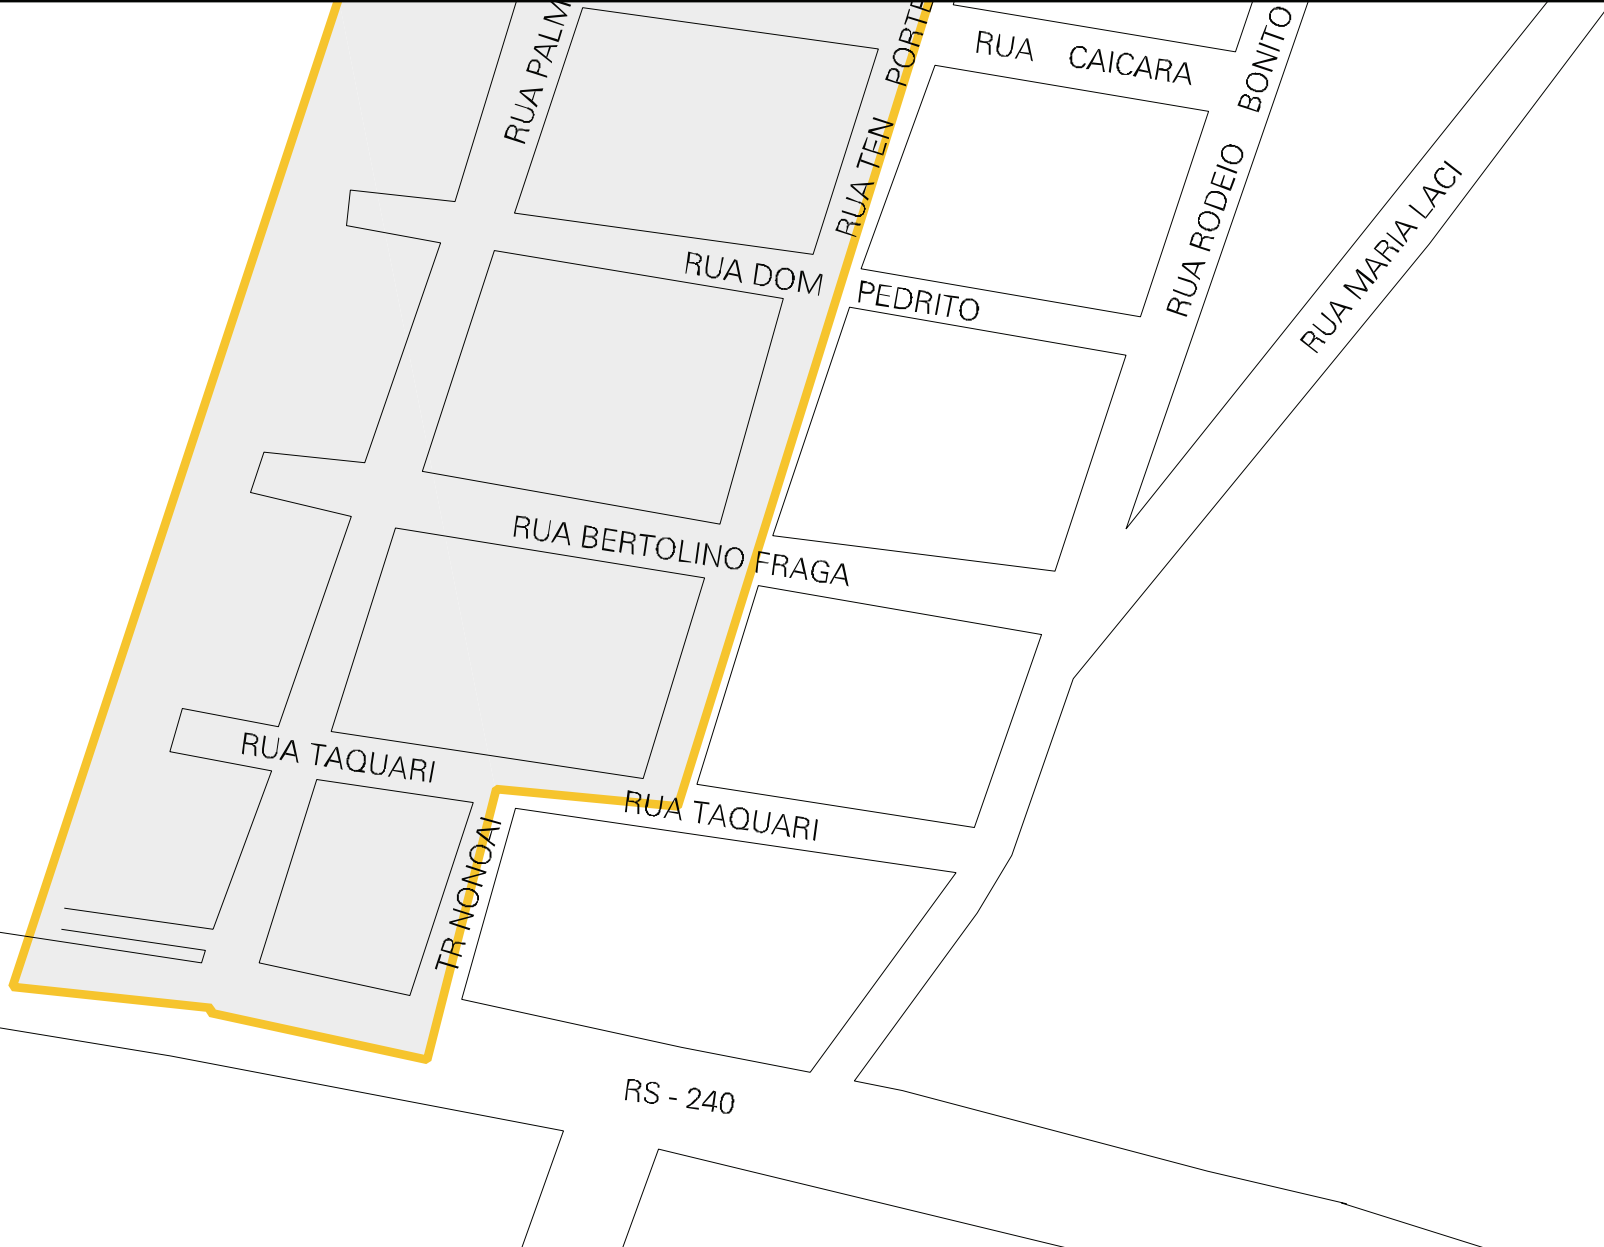 RUA CAICARA
RUA PALM
RUA TEN PORTE
RUA RODEIO BONITO
RUA MARIA LACI
RUA DOM PEDRITO
RUA BERTOLINO FRAGA
RUA TAQUARI
RUA TAQUARI
TR NONOAI
RS - 240